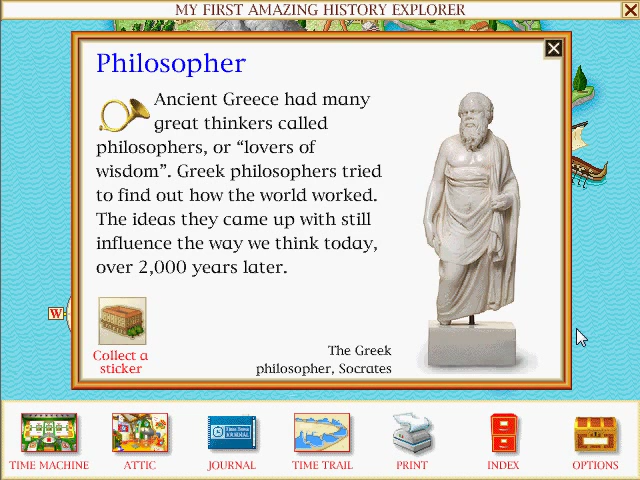 MY FIRST AMAZING HISTORY EXPLORER
Philosopher
Ancient Greece had many
great thinkers called
philosophers, or “lovers of
wisdom”. Greek philosophers tried
to find out how the world worked.
The ideas they came up with still
influence the way we think today,
over 2,000 years later.
W
Collect a
sticker
The Greek
philosopher, Socrates
TIME MACHINE
ATTIC
JOURNAL
TIME TRAIL
PRINT
INDEX
OPTIONS